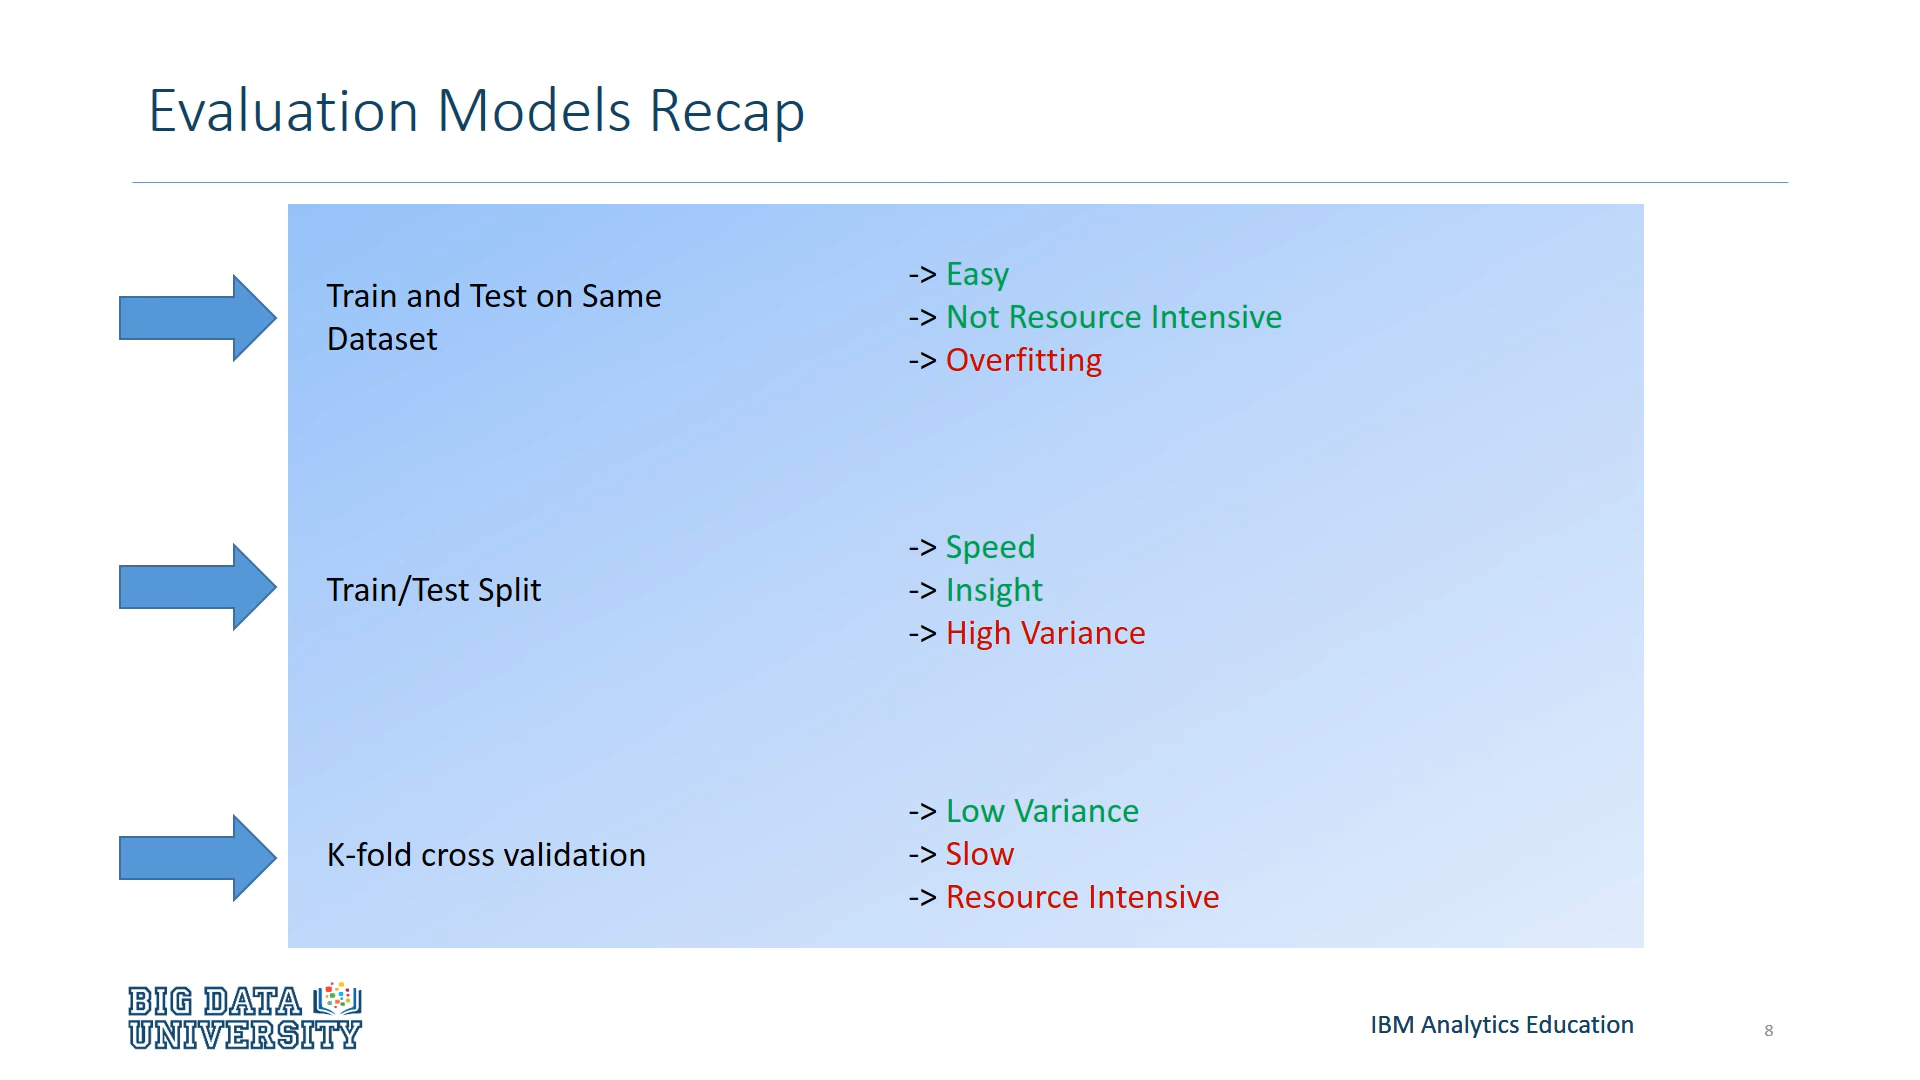 Evaluation Models Recap
Train and Test on Same
Dataset
-> Easy
-> Not Resource Intensive
-> Overfitting
Train/Test Split
-> Speed
-> Insight
-> High Variance
K-fold cross validation
-> Low Variance
-> Slow
-> Resource Intensive
BIG DATA
UNIVERSITY
IBM Analytics Education
8